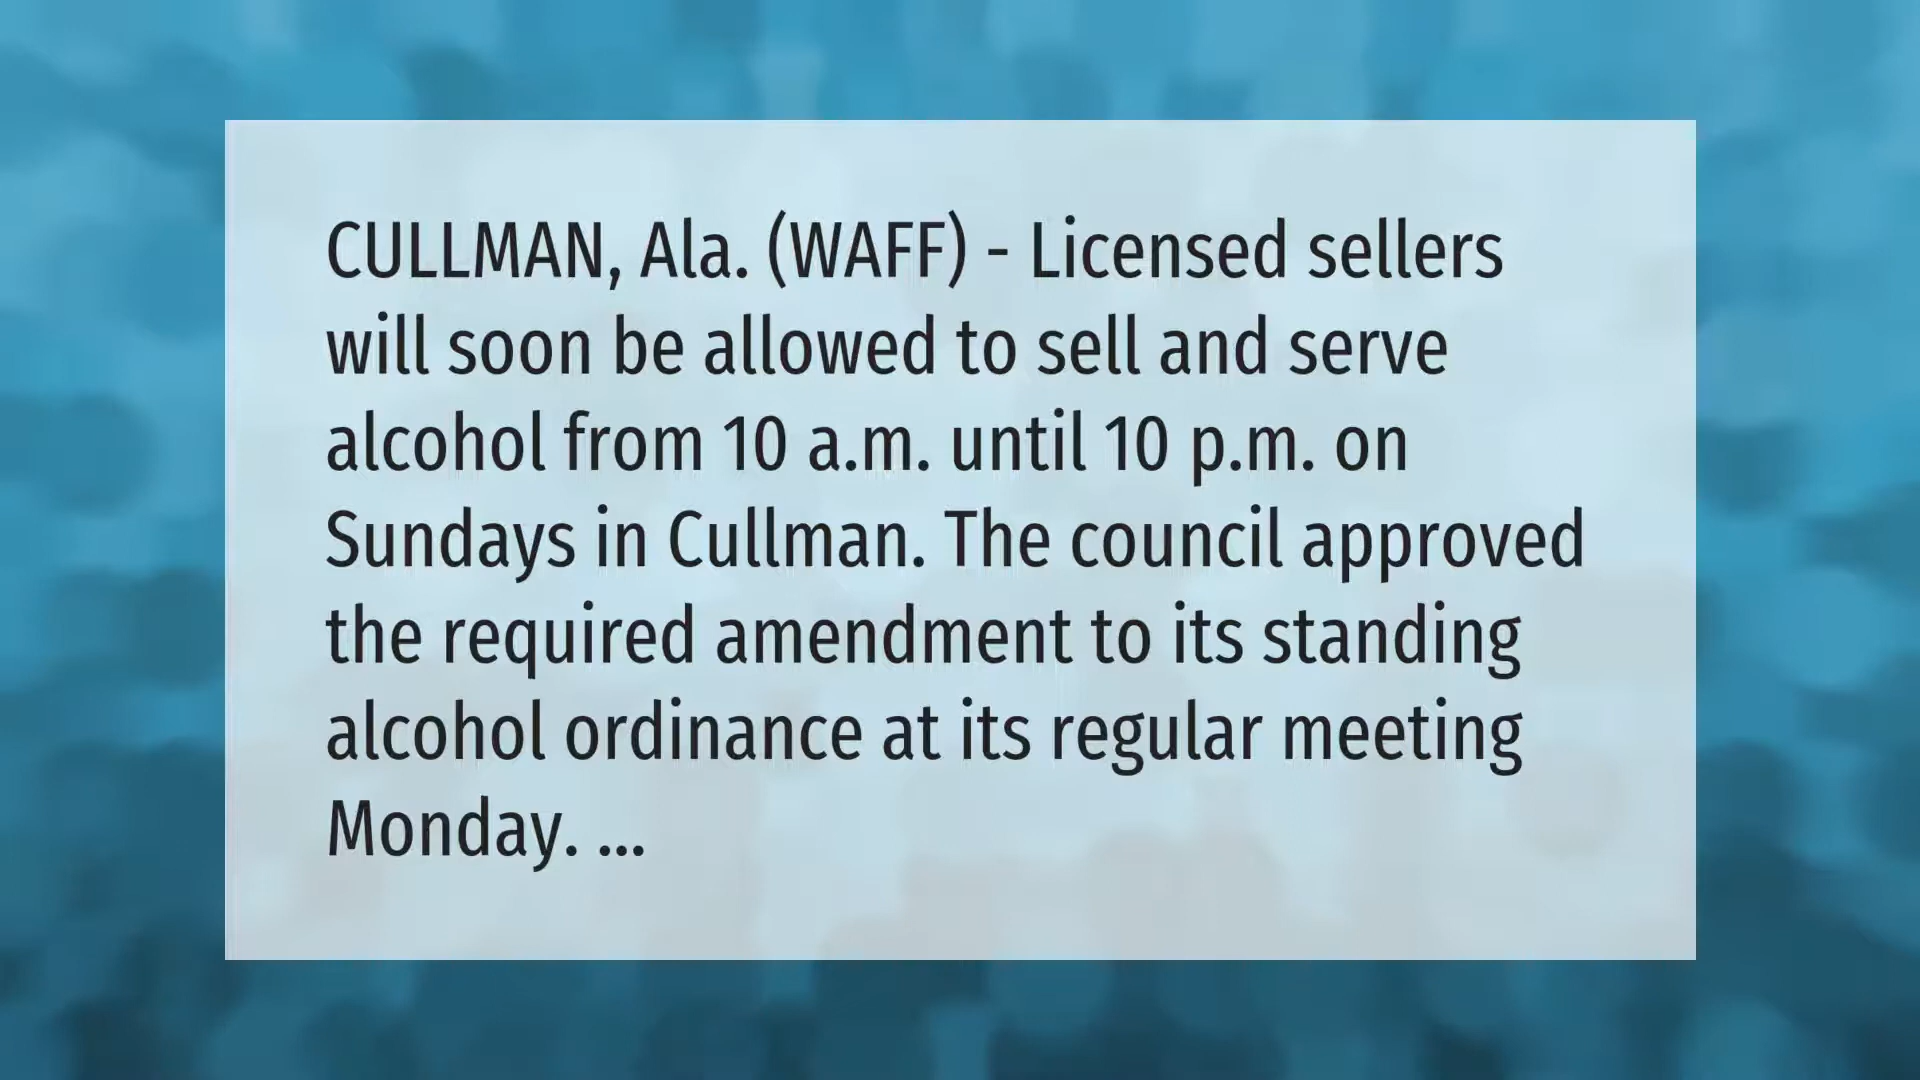 CULLMAN, Ala. (WAFF) - Licensed sellers
will soon be allowed to sell and serve
alcohol from 10 a.m. until 10 p.m. on
Sundays in Cullman. The council approved
the required amendment to its standing
alcohol ordinance at its regular meeting
Monday. ...